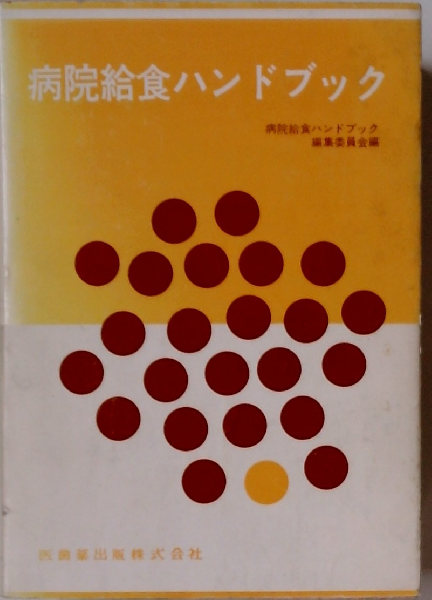 病院給食ハンドブック
病院給食ハンドブック
編集委員会編
医歯薬出版株式会社